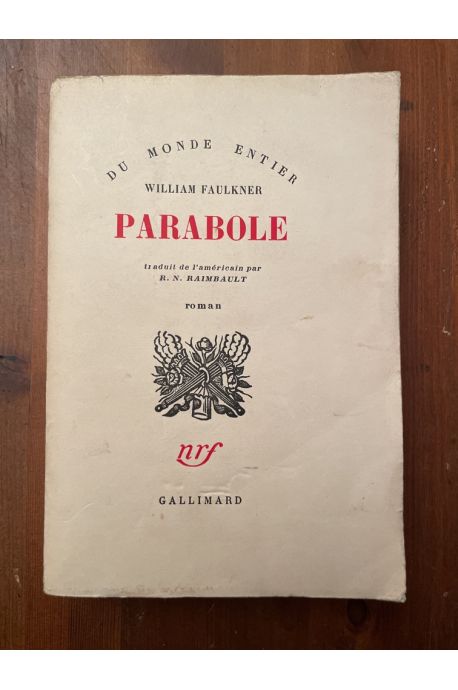 DU MONDE ENTIER
WILLIAM FAULKNER
PARABOLE
traduit de l'américain par
R. N. RAIMBAULT
roman
nrf
GALLIMARD